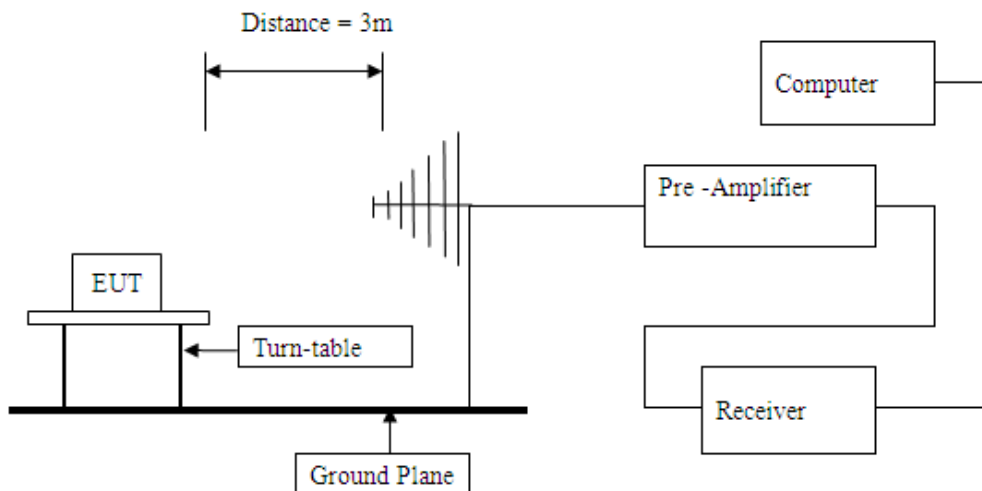 Distance = 3m
Computer
Pre -Amplifier
EUT
Turn-table
Receiver
Ground Plane